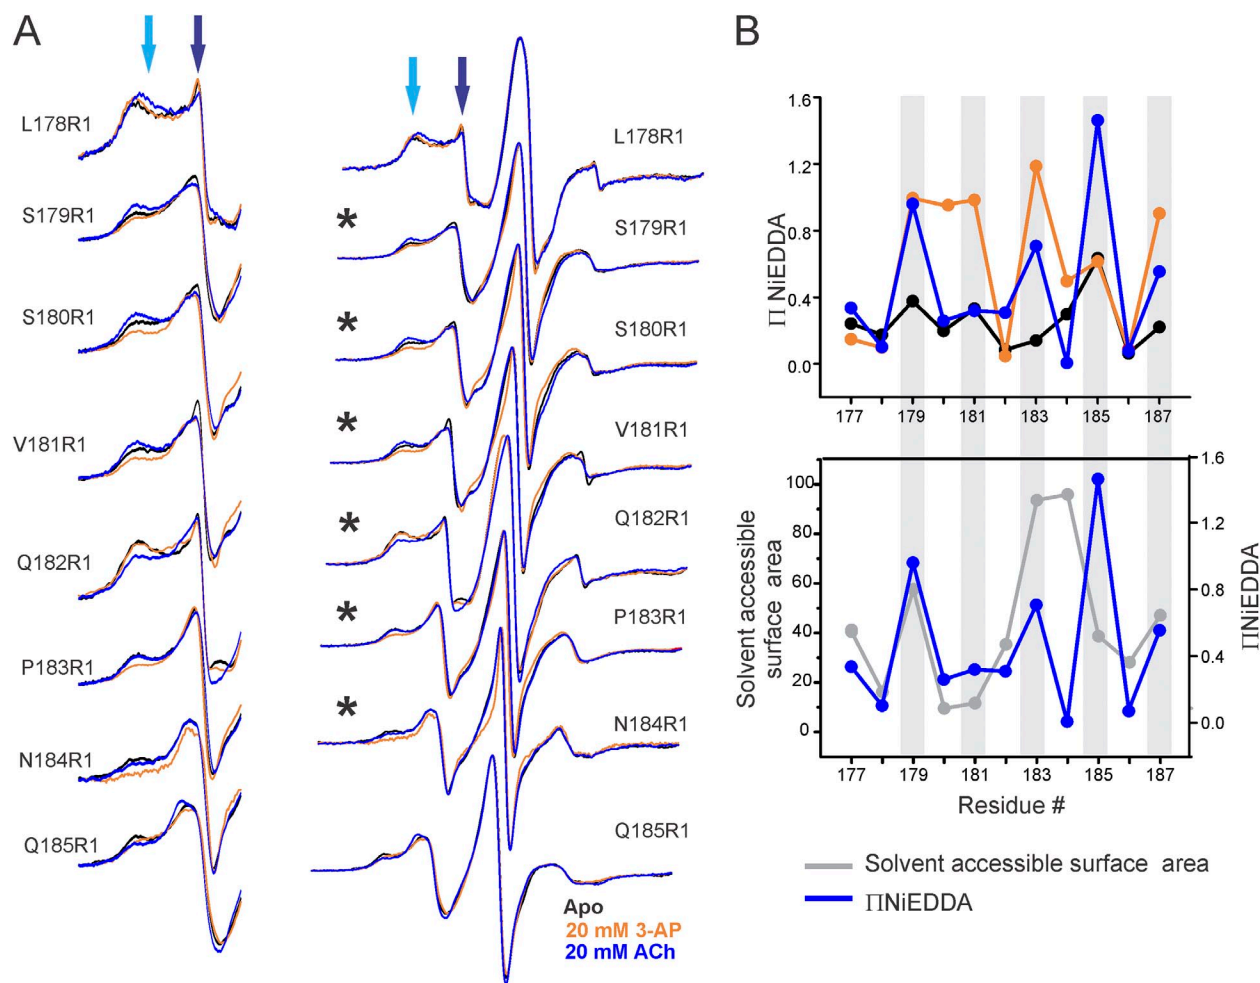 A
B
L178R1
S179R1
S180R1
V181R1
Q182R1
P183R1
N184R1
Q185R1
L178R1
* S179R1
* S180R1
* V181R1
* Q182R1
* P183R1
* N184R1
Q185R1
Apo
20 mM 3-AP
20 mM ACh
Π NiEDDA
1.6
1.2
0.8
0.4
0.0
177 179 181 183 185 187
Solvent accessible
surface area
100
80
60
40
20
0
1.6
1.2
0.8
0.4
0.0
ΠNiEDDA
177 179 181 183 185 187
Residue #
Solvent accessible surface area
ΠNiEDDA